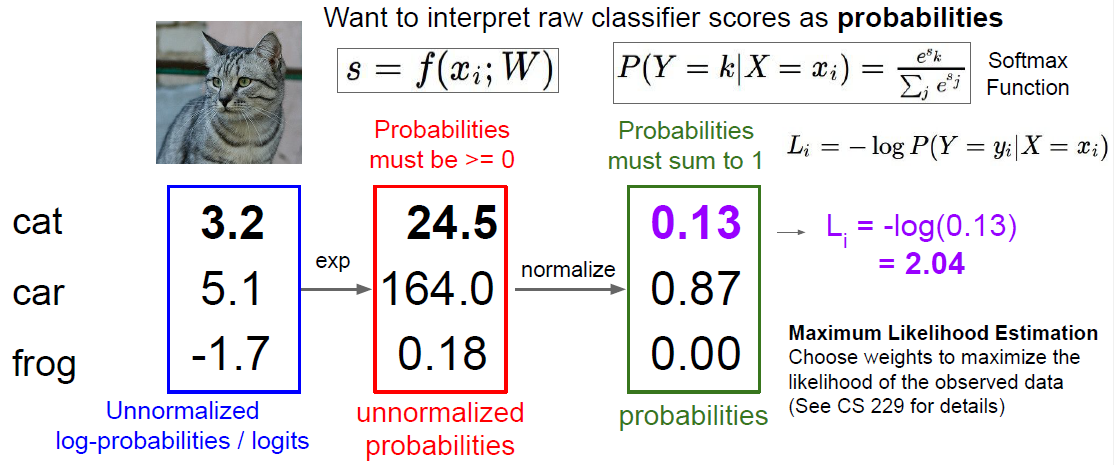 Want to interpret raw classifier scores as probabilities
s = f(x_i; W)
P(Y = k|X = x_i) = \frac{e^{s_k}}{\sum_j e^{s_j}}
Softmax
Function
Probabilities
must be >= 0
Probabilities
must sum to 1
L_i = -log P(Y = y_i|X = x_i)
cat
3.2
24.5
0.13
L_i = -log(0.13)
= 2.04
exp
normalize
car
5.1
164.0
0.87
frog
-1.7
0.18
0.00
Maximum Likelihood Estimation
Choose weights to maximize the
likelihood of the observed data
(See CS 229 for details)
Unnormalized
log-probabilities / logits
unnormalized
probabilities
probabilities